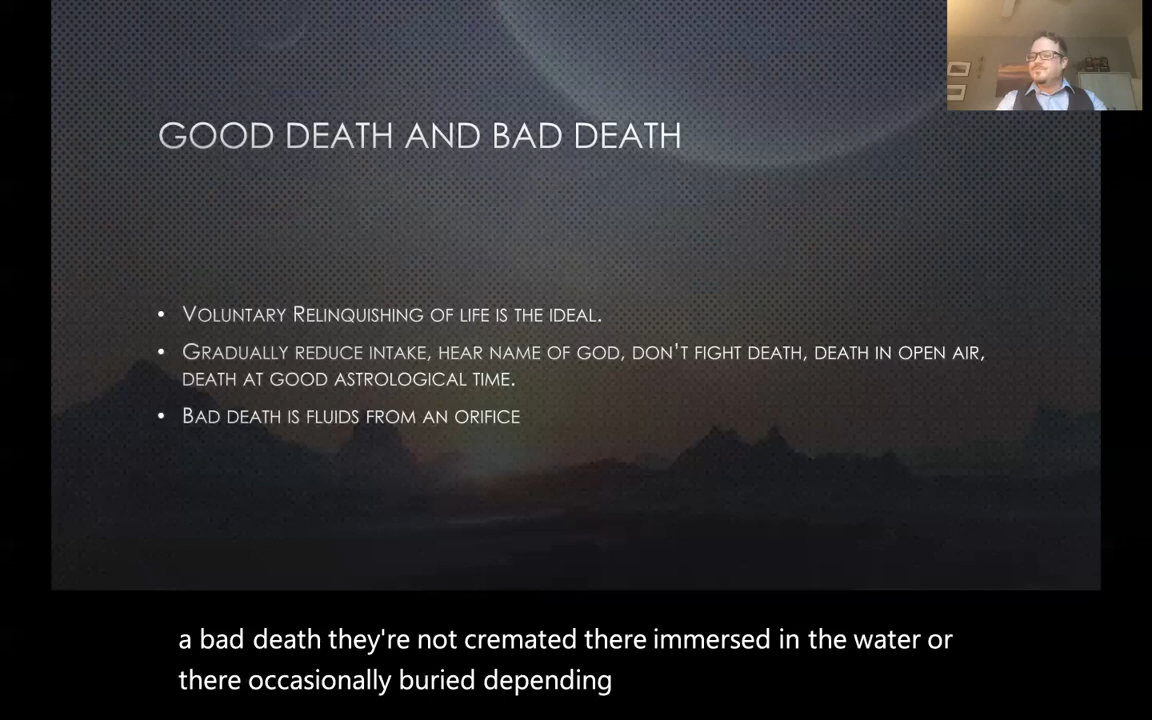 GOOD DEATH AND BAD DEATH
• VOLUNTARY RELINQUISHING OF LIFE IS THE IDEAL.
• GRADUALLY REDUCE INTAKE, HEAR NAME OF GOD, DON'T FIGHT DEATH, DEATH IN OPEN AIR,
DEATH AT GOOD ASTROLOGICAL TIME.
• BAD DEATH IS FLUIDS FROM AN ORIFICE
a bad death they're not cremated there immersed in the water or
there occasionally buried depending